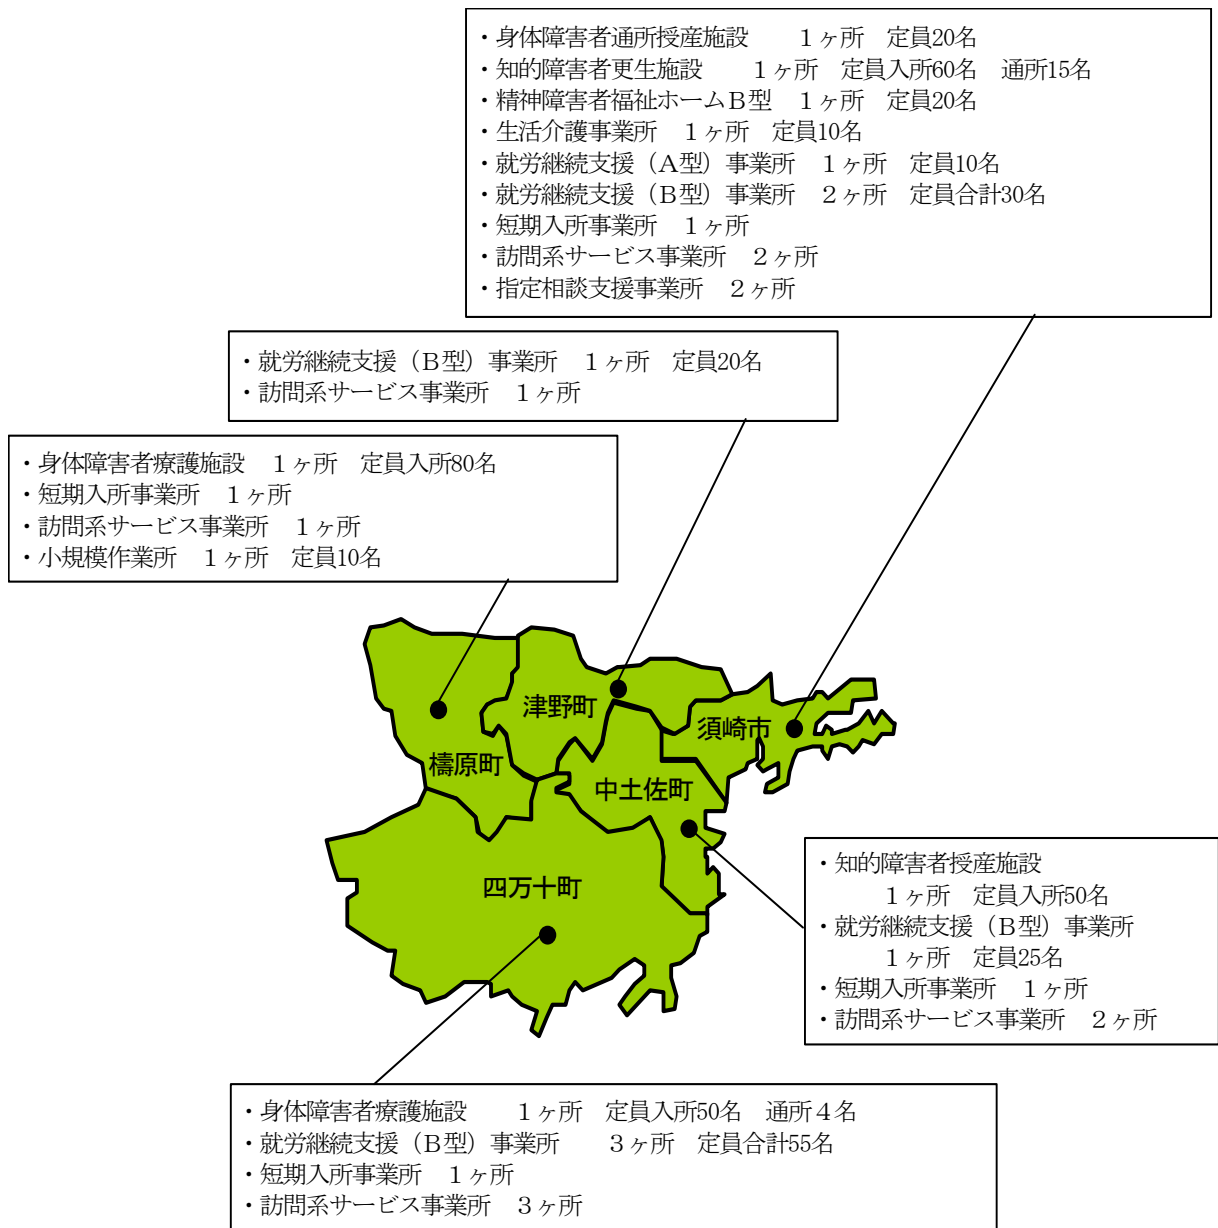 ・身体障害者通所授産施設　　１ヶ所　定員20名
・知的障害者更生施設　　１ヶ所　定員入所60名　通所15名
・精神障害者福祉ホームＢ型　１ヶ所　定員20名
・生活介護事業所　１ヶ所　定員10名
・就労継続支援（Ａ型）事業所　１ヶ所　定員10名
・就労継続支援（Ｂ型）事業所　２ヶ所　定員合計30名
・短期入所事業所　１ヶ所
・訪問系サービス事業所　２ヶ所
・指定相談支援事業所　２ヶ所
・就労継続支援（Ｂ型）事業所　１ヶ所　定員20名
・訪問系サービス事業所　１ヶ所
・身体障害者療護施設　１ヶ所　定員入所80名
・短期入所事業所　１ヶ所
・訪問系サービス事業所　１ヶ所
・小規模作業所　１ヶ所　定員10名
津野町
須崎市
檮原町
中土佐町
四万十町
・知的障害者授産施設
１ヶ所　定員入所50名
・就労継続支援（Ｂ型）事業所
１ヶ所　定員25名
・短期入所事業所　１ヶ所
・訪問系サービス事業所　２ヶ所
・身体障害者療護施設　　１ヶ所　定員入所50名　通所４名
・就労継続支援（Ｂ型）事業所　　３ヶ所　定員合計55名
・短期入所事業所　１ヶ所
・訪問系サービス事業所　３ヶ所